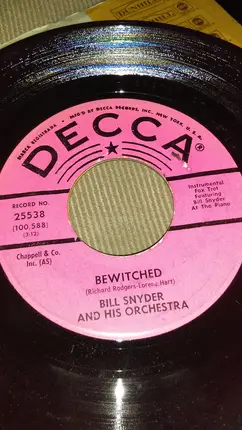 DUNHILL
MARCA REGISTRADA · MF'D BY DECCA RECORDS, INC., NEW YORK, U.S.A.
DECCA
RECORD NO.
25538
(100,588)
(3:12)
Instrumental
Fox Trot
Featuring
Bill Snyder
At The Piano
Chappell & Co.
Inc. (AS)
BEWITCHED
(Richard Rodgers-Lorenz Hart)
BILL SNYDER
AND HIS ORCHESTRA